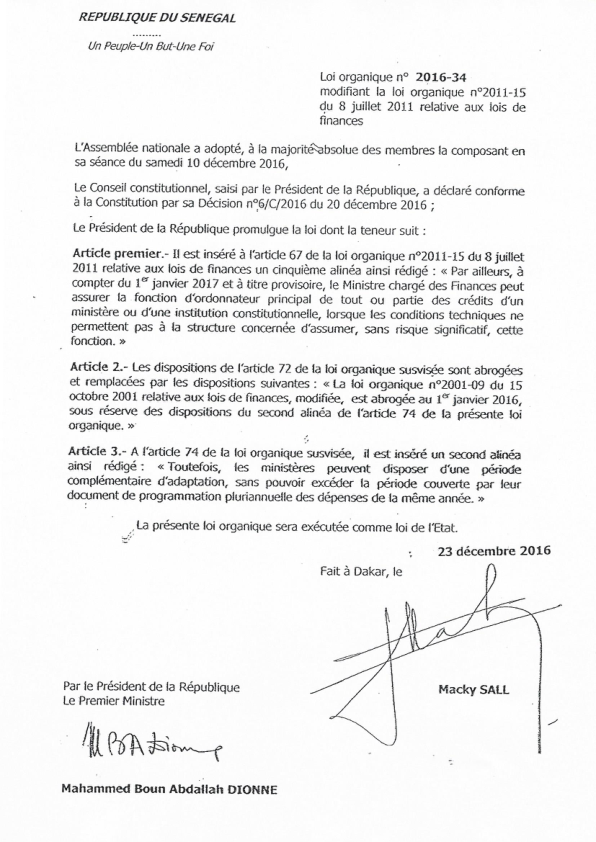 REPUBLIQUE DU SENEGAL
.........
Un Peuple-Un But-Une Foi
Loi organique n° 2016-34
modifiant la loi organique n°2011-15
du 8 juillet 2011 relative aux lois de
finances
L'Assemblée nationale a adopté, à la majorité absolue des membres la composant en
sa séance du samedi 10 décembre 2016,
Le Conseil constitutionnel, saisi par le Président de la République, a déclaré conforme
à la Constitution par sa Décision n°6/C/2016 du 20 décembre 2016 ;
Le Président de la République promulgue la loi dont la teneur suit :
Article premier.- Il est inséré à l'article 67 de la loi organique n°2011-15 du 8 juillet
2011 relative aux lois de finances un cinquième alinéa ainsi rédigé : « Par ailleurs, à
compter du 1er janvier 2017 et à titre provisoire, le Ministre chargé des Finances peut
assurer la fonction d'ordonnateur principal de tout ou partie des crédits d'un
ministère ou d'une institution constitutionnelle, lorsque les conditions techniques ne
permettent pas à la structure concernée d'assumer, sans risque significatif, cette
fonction. »
Article 2.- Les dispositions de l'article 72 de la loi organique susvisée sont abrogées
et remplacées par les dispositions suivantes : « La loi organique n°2001-09 du 15
octobre 2001 relative aux lois de finances, modifiée, est abrogée au 1er janvier 2016,
sous réserve des dispositions du second alinéa de l'article 74 de la présente loi
organique. »
Article 3.- A l'article 74 de la loi organique susvisée, il est inséré un second alinéa
ainsi rédigé : « Toutefois, les ministères peuvent disposer d'une période
complémentaire d'adaptation, sans pouvoir excéder la période couverte par leur
document de programmation pluriannuelle des dépenses de la même année. »
La présente loi organique sera exécutée comme loi de l'Etat.
23 décembre 2016
Fait à Dakar, le
Macky SALL
Par le Président de la République
Le Premier Ministre
Mahammed Boun Abdallah DIONNE